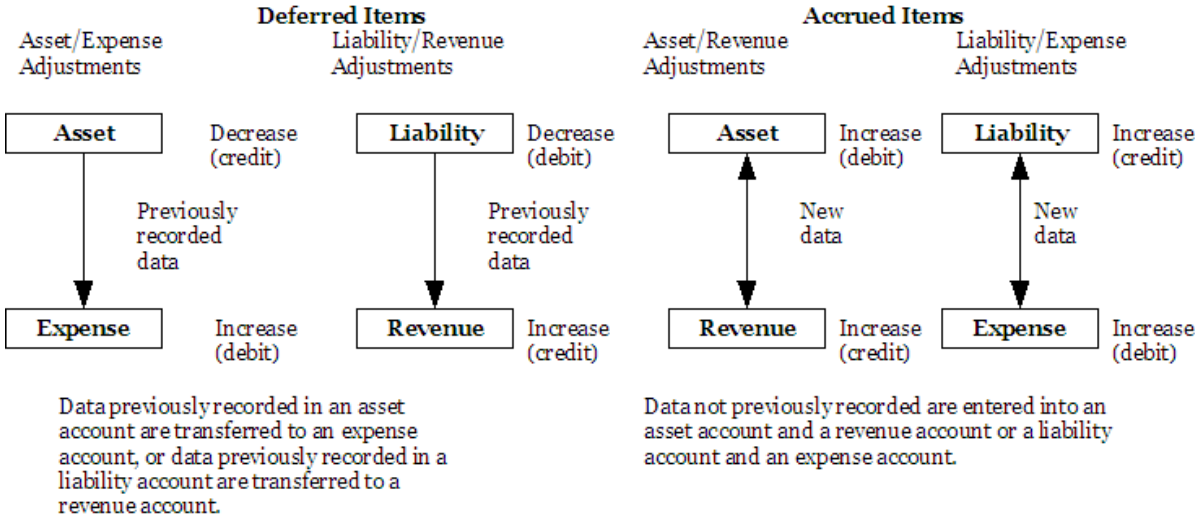 Deferred Items
Accrued Items
Asset/Expense
Adjustments
Liability/Revenue
Adjustments
Asset/Revenue
Adjustments
Liability/Expense
Adjustments
Asset
Decrease
(credit)
Liability
Decrease
(debit)
Asset
Increase
(debit)
Liability
Increase
(credit)
Previously
recorded
data
Previously
recorded
data
New
data
New
data
Expense
Increase
(debit)
Revenue
Increase
(credit)
Revenue
Increase
(credit)
Expense
Increase
(debit)
Data previously recorded in an asset
account are transferred to an expense
account, or data previously recorded in a
liability account are transferred to a
revenue account.
Data not previously recorded are entered into an
asset account and a revenue account or a liability
account and an expense account.